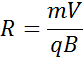 R = mV / qB